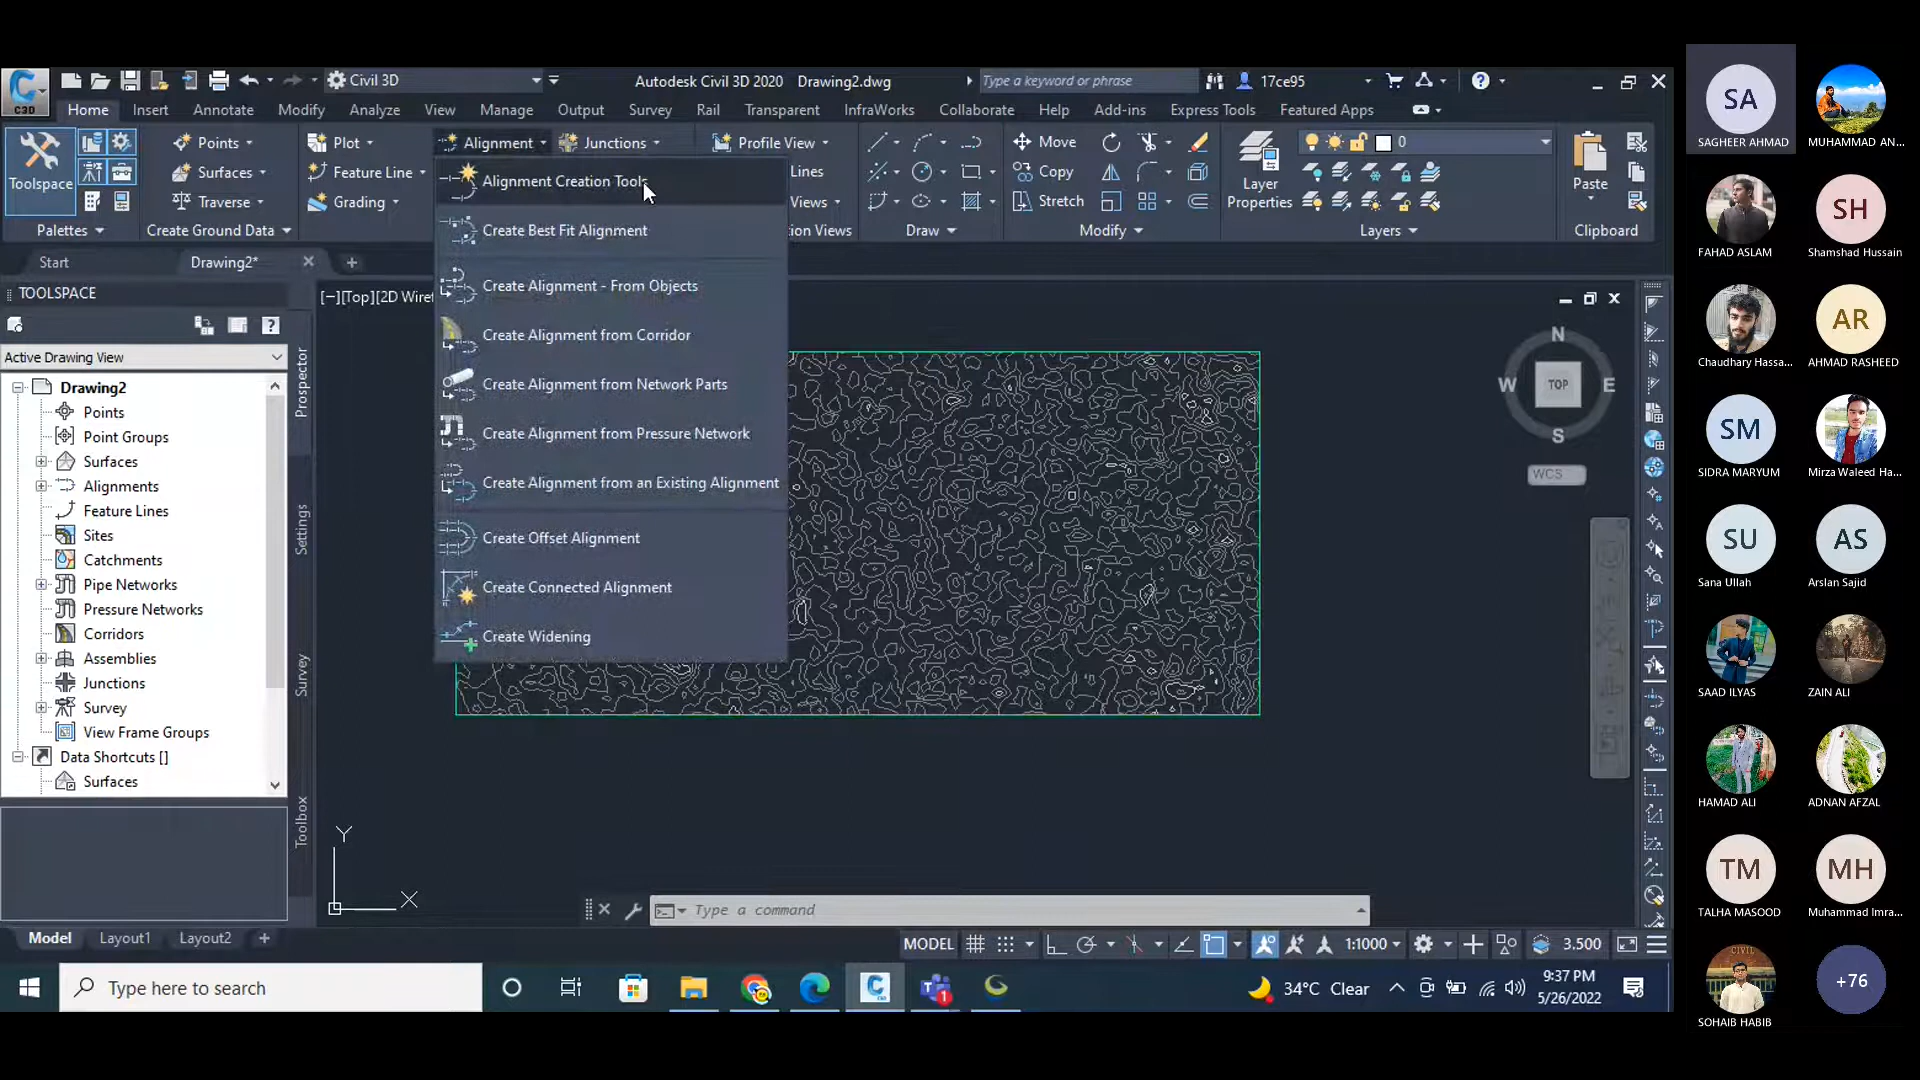 C3D
Civil 3D
Autodesk Civil 3D 2020 Drawing2.dwg
Type a keyword or phrase
17ce95
Home Insert Annotate Modify Analyze View Manage Output Survey Rail Transparent InfraWorks Collaborate Help Add-ins Express Tools Featured Apps
Toolspace
Points
Surfaces
Traverse
Plot
Feature Line
Grading
Alignment
Junctions
Profile View
Lines
Views
Move
Copy
Stretch
Layer
Properties
0
Paste
Palettes
Create Ground Data
ion Views
Draw
Modify
Layers
Clipboard
Alignment Creation Tools
Create Best Fit Alignment
Create Alignment - From Objects
Create Alignment from Corridor
Create Alignment from Network Parts
Create Alignment from Pressure Network
Create Alignment from an Existing Alignment
Create Offset Alignment
Create Connected Alignment
Create Widening
Start
Drawing2*
TOOLSPACE
[−][Top][2D Wiref
Active Drawing View
Drawing2
Points
Point Groups
Surfaces
Alignments
Feature Lines
Sites
Catchments
Pipe Networks
Pressure Networks
Corridors
Assemblies
Junctions
Survey
View Frame Groups
Data Shortcuts []
Surfaces
Prospector
Settings
Survey
Toolbox
N
W TOP E
S
WCS
Y
X
Type a command
Model Layout1 Layout2
MODEL
1:1000
3.500
Type here to search
1
34°C Clear
9:37 PM
5/26/2022
SA
SAGHEER AHMAD
MUHAMMAD AN...
FAHAD ASLAM
SH
Shamshad Hussain
Chaudhary Hassa...
AR
AHMAD RASHEED
SM
SIDRA MARYUM
Mirza Waleed Ha...
SU
Sana Ullah
AS
Arslan Sajid
SAAD ILYAS
ZAIN ALI
HAMAD ALI
ADNAN AFZAL
TM
TALHA MASOOD
MH
Muhammad Imra...
CIVIL
SOHAIB HABIB
+76